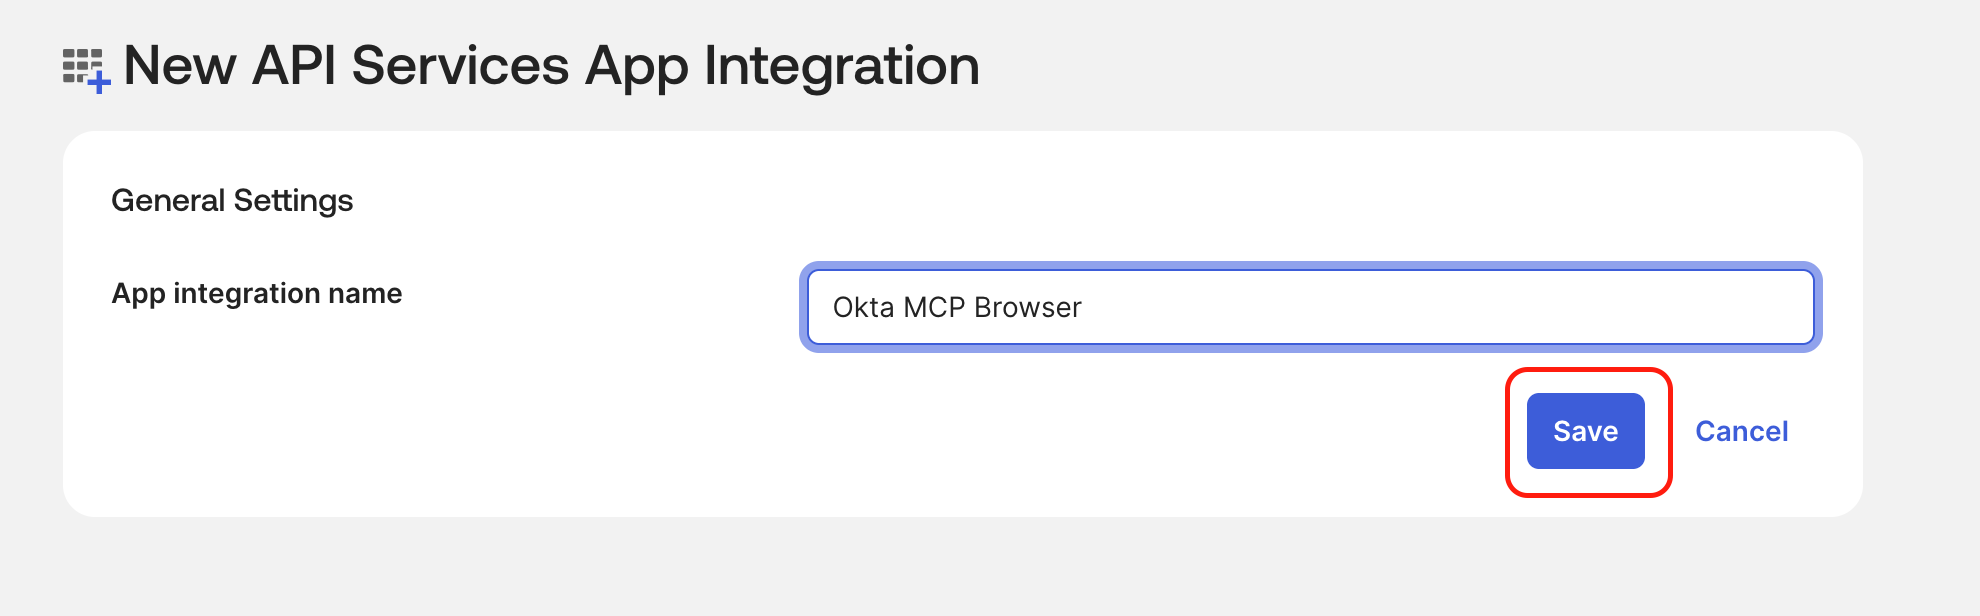 New API Services App Integration
General Settings
App integration name
Okta MCP Browser
Save
Cancel